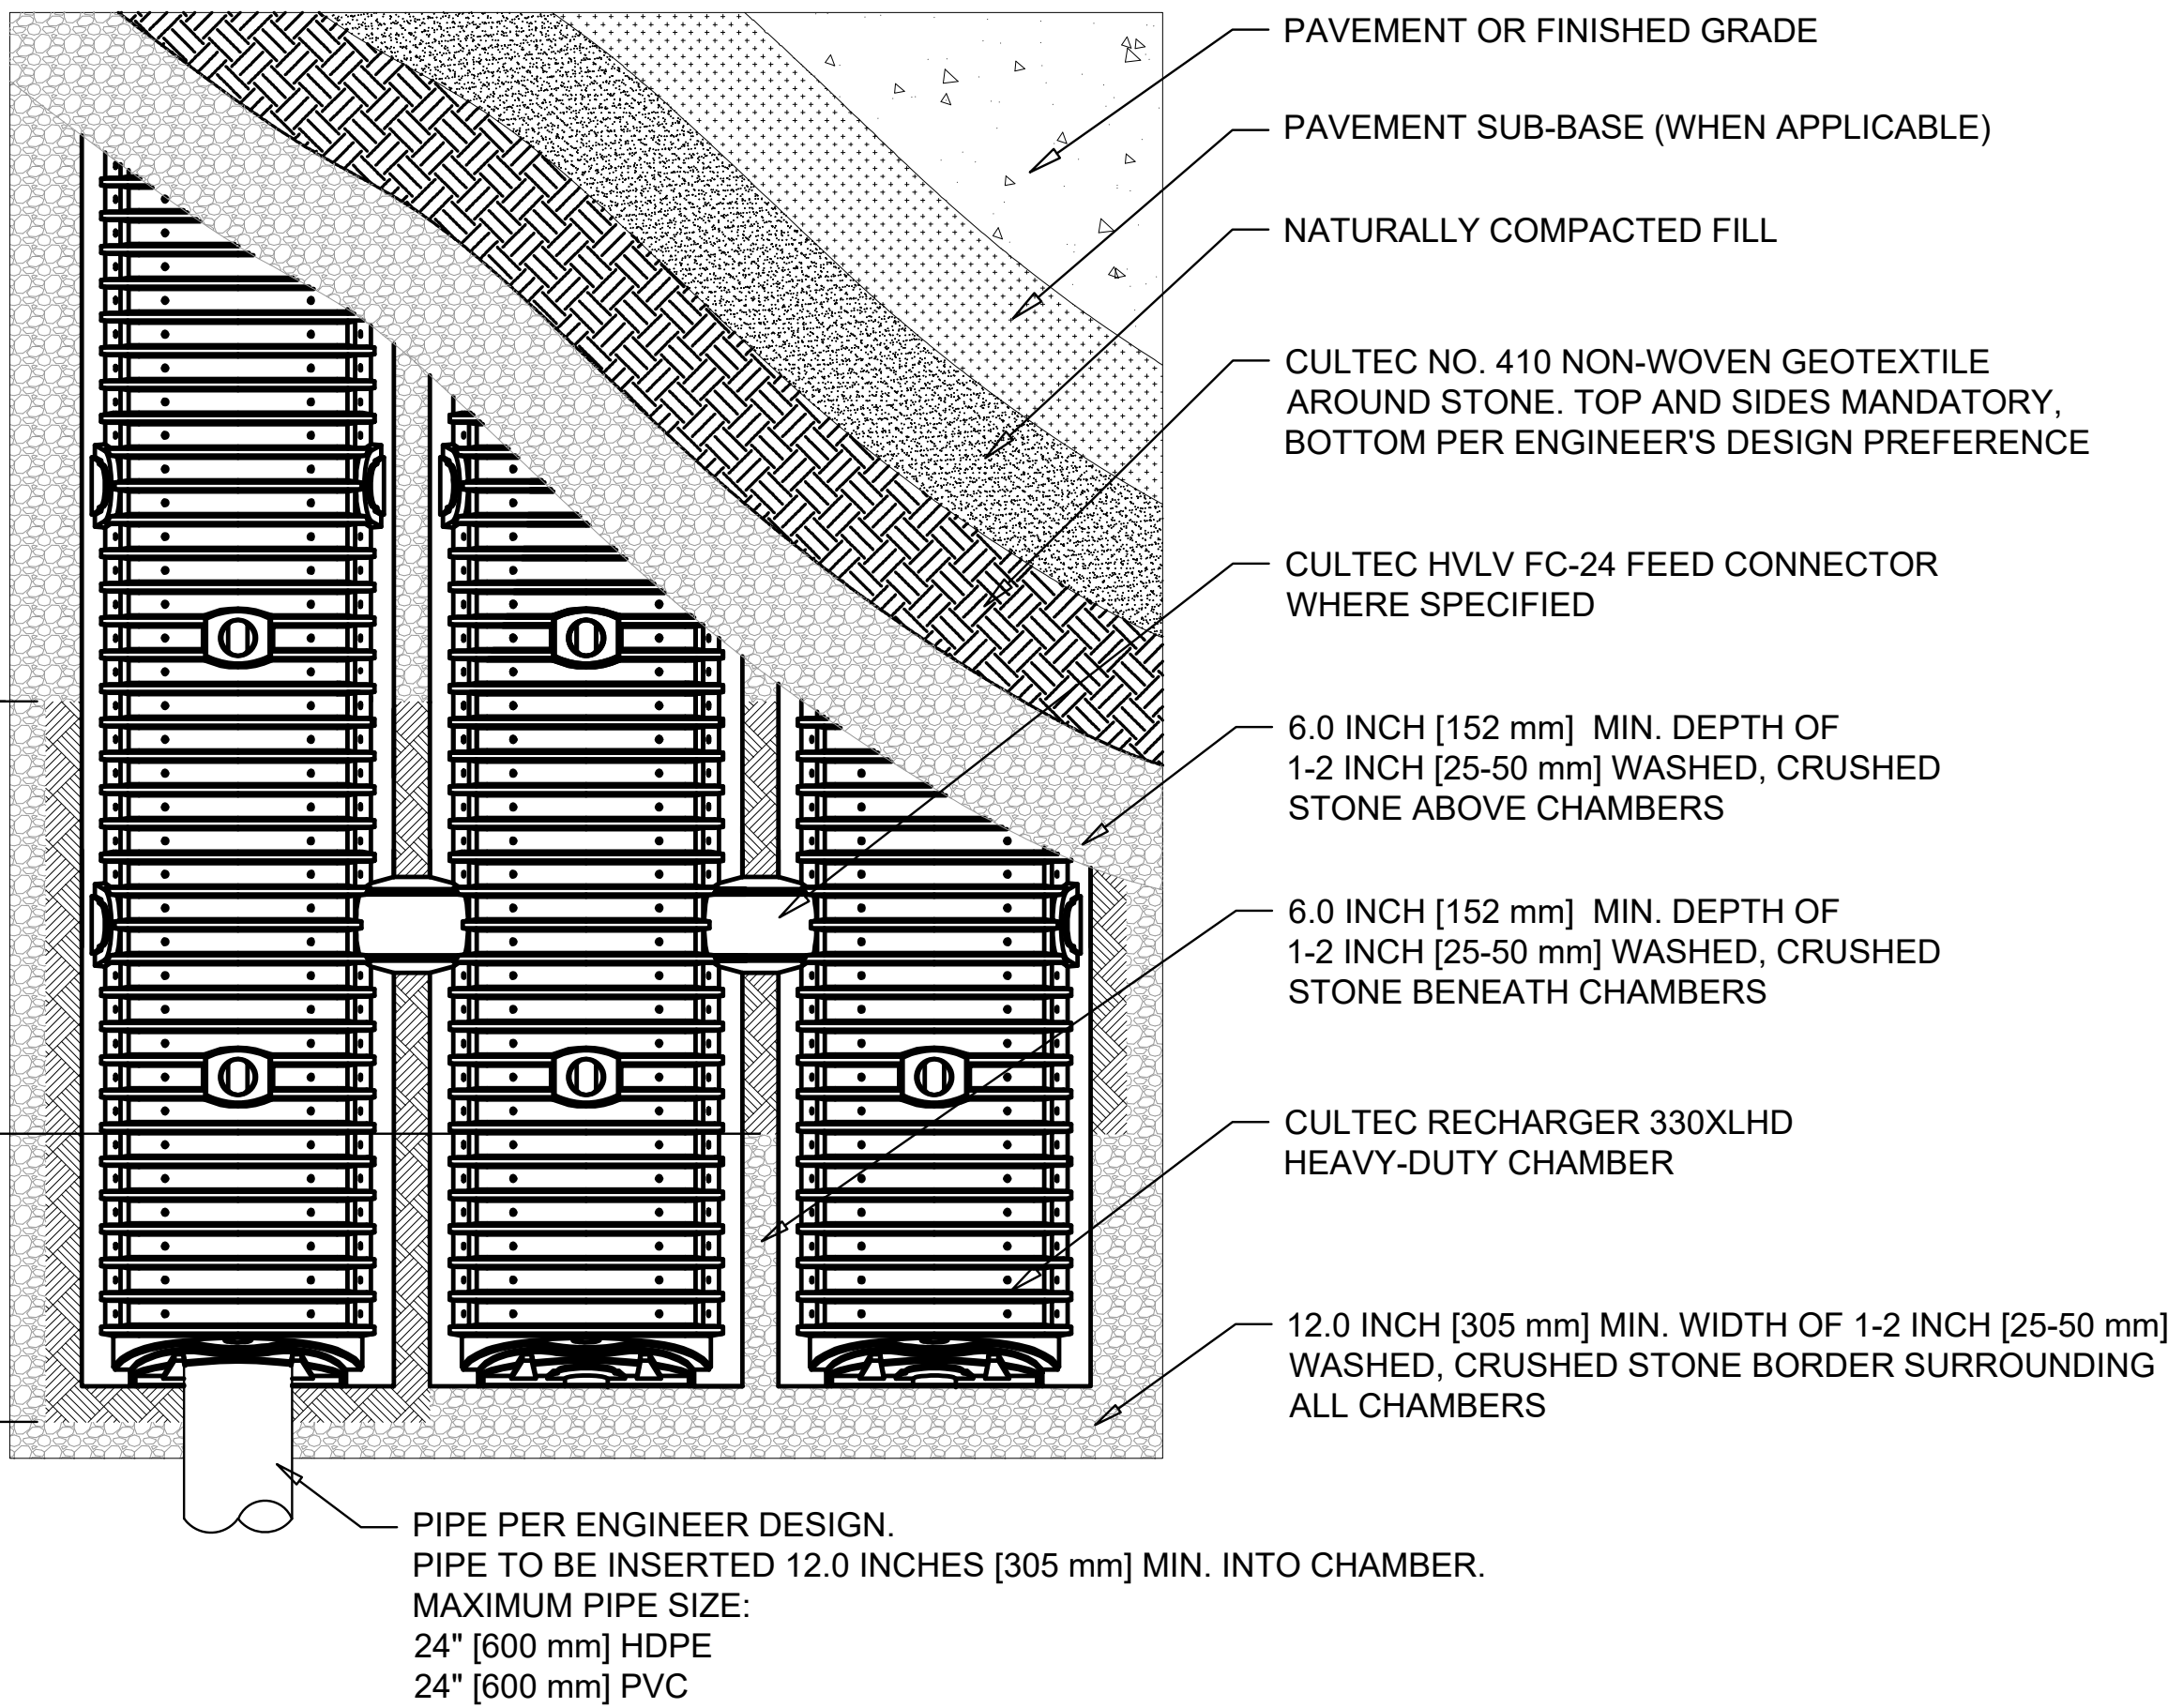 PAVEMENT OR FINISHED GRADE
PAVEMENT SUB-BASE (WHEN APPLICABLE)
NATURALLY COMPACTED FILL
CULTEC NO. 410 NON-WOVEN GEOTEXTILE
AROUND STONE. TOP AND SIDES MANDATORY,
BOTTOM PER ENGINEER'S DESIGN PREFERENCE
CULTEC HVLV FC-24 FEED CONNECTOR
WHERE SPECIFIED
6.0 INCH [152 mm] MIN. DEPTH OF
1-2 INCH [25-50 mm] WASHED, CRUSHED
STONE ABOVE CHAMBERS
6.0 INCH [152 mm] MIN. DEPTH OF
1-2 INCH [25-50 mm] WASHED, CRUSHED
STONE BENEATH CHAMBERS
CULTEC RECHARGER 330XLHD
HEAVY-DUTY CHAMBER
12.0 INCH [305 mm] MIN. WIDTH OF 1-2 INCH [25-50 mm]
WASHED, CRUSHED STONE BORDER SURROUNDING
ALL CHAMBERS
PIPE PER ENGINEER DESIGN.
PIPE TO BE INSERTED 12.0 INCHES [305 mm] MIN. INTO CHAMBER.
MAXIMUM PIPE SIZE:
24" [600 mm] HDPE
24" [600 mm] PVC